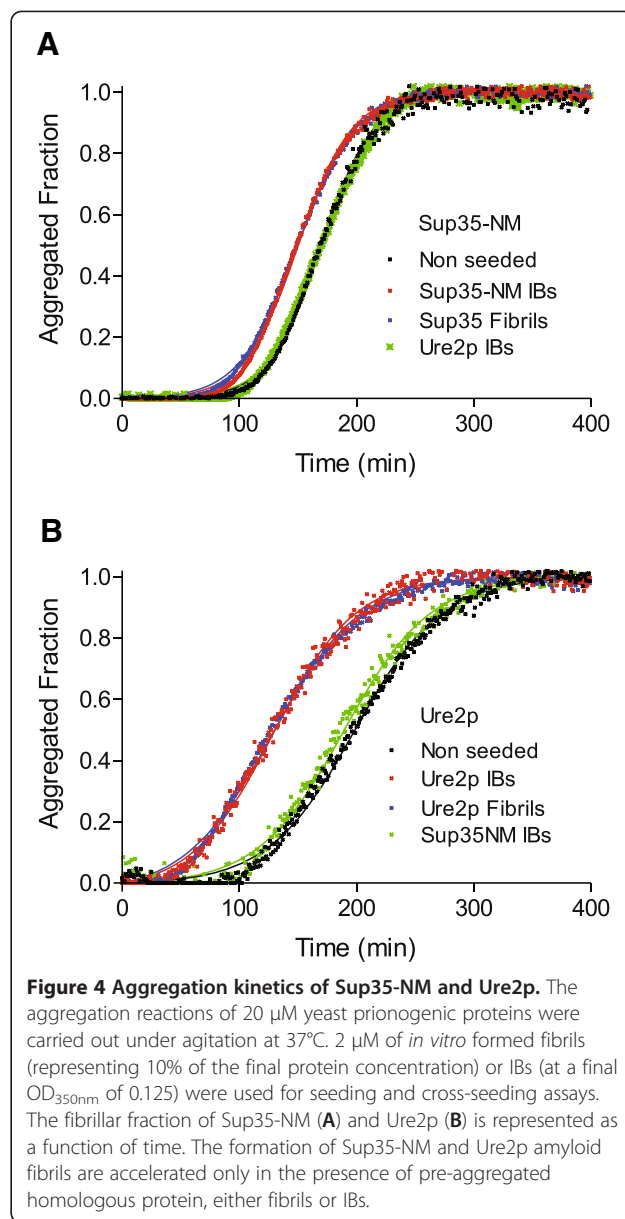 A
1.0
0.8
0.6
0.4
0.2
0.0
Aggregated Fraction
Sup35-NM
Non seeded
Sup35-NM IBs
Sup35 Fibrils
Ure2p IBs
0 100 200 300 400
Time (min)
B
1.0
0.8
0.6
0.4
0.2
0.0
Aggregated Fraction
Ure2p
Non seeded
Ure2p IBs
Ure2p Fibrils
Sup35NM IBs
0 100 200 300 400
Time (min)
Figure 4 Aggregation kinetics of Sup35-NM and Ure2p. The
aggregation reactions of 20 μM yeast prionogenic proteins were
carried out under agitation at 37°C. 2 μM of in vitro formed fibrils
(representing 10% of the final protein concentration) or IBs (at a final
OD350nm of 0.125) were used for seeding and cross-seeding assays.
The fibrillar fraction of Sup35-NM (A) and Ure2p (B) is represented as
a function of time. The formation of Sup35-NM and Ure2p amyloid
fibrils are accelerated only in the presence of pre-aggregated
homologous protein, either fibrils or IBs.